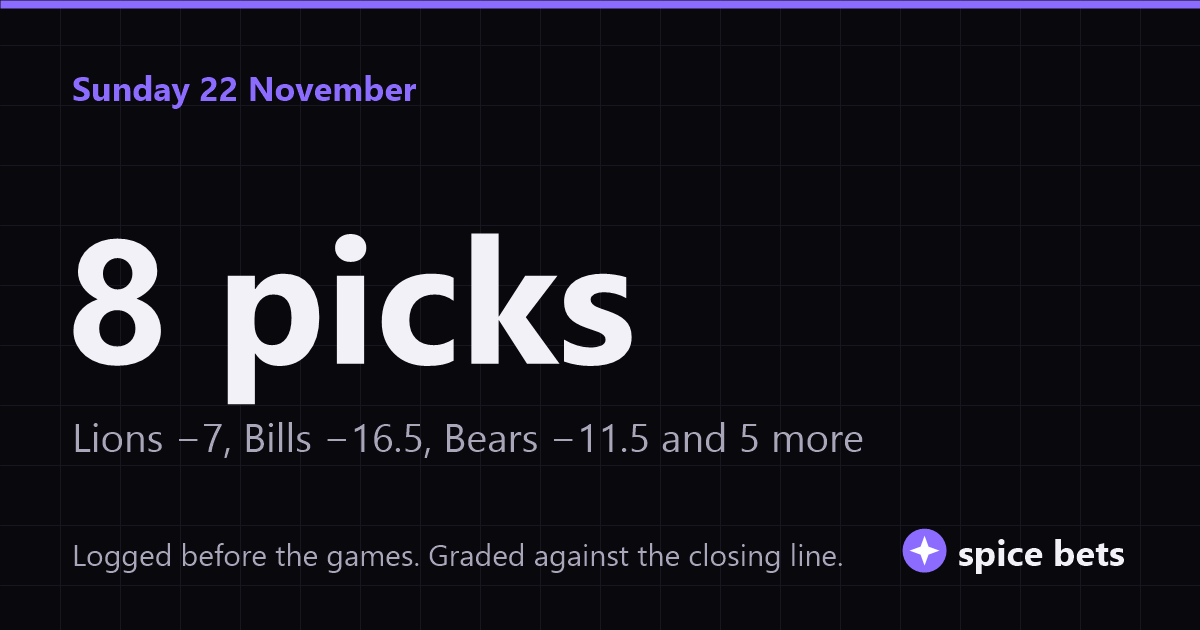 Sunday 22 November
8 picks
Lions −7, Bills −16.5, Bears −11.5 and 5 more
Logged before the games. Graded against the closing line.
spice bets